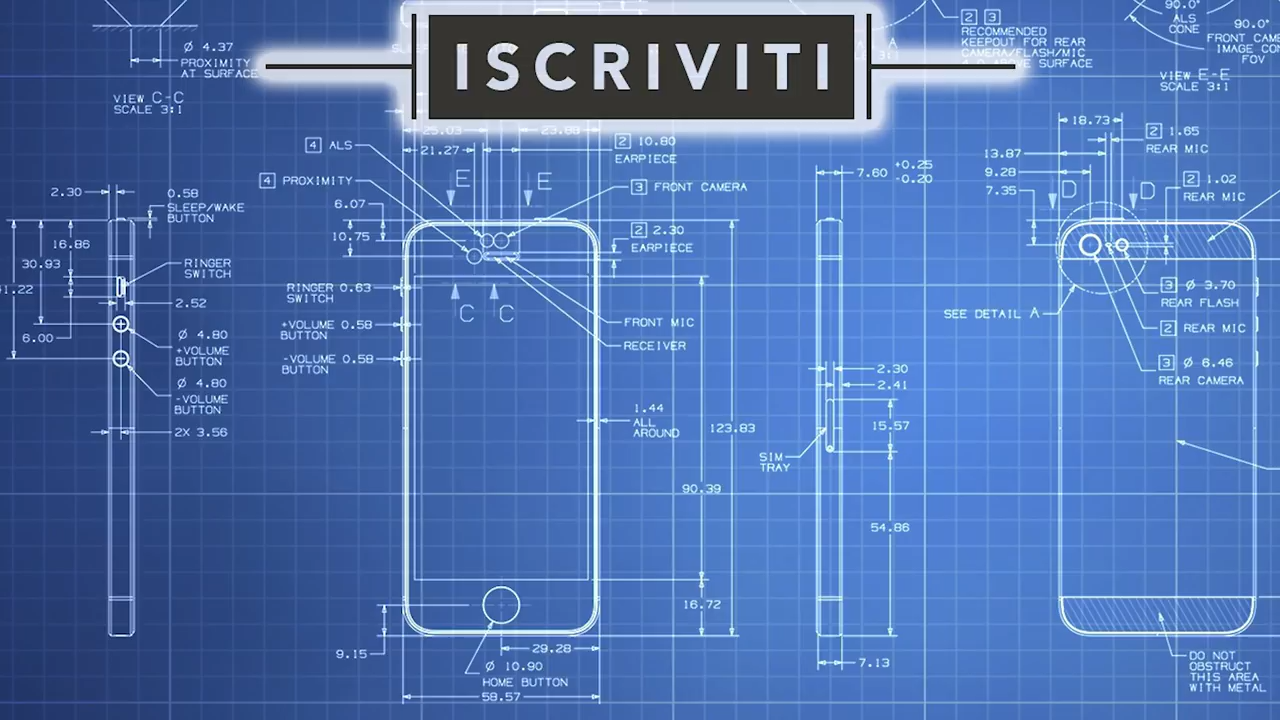 ISCRIVITI
Ø 4.37
PROXIMITY
AT SURFACE
VIEW C-C
SCALE 3:1
2 3
RECOMMENDED
KEEPOUT FOR REAR
CAMERA/FLASH/MIC
90.0°
ALS
CONE
90.0°
FRONT CAME
IMAGE CON
FOV
VIEW E-E
SCALE 3:1
2.30
0.58
SLEEP/WAKE
BUTTON
16.86
30.93
1.22
RINGER
SWITCH
2.52
6.00
Ø 4.80
+VOLUME
BUTTON
Ø 4.80
-VOLUME
BUTTON
2X 3.56
25.03
23.88
21.27
4 ALS
4 PROXIMITY
6.07
10.75
E E
2 10.80
EARPIECE
3 FRONT CAMERA
2 2.30
EARPIECE
RINGER 0.63
SWITCH
+VOLUME 0.58
BUTTON
-VOLUME 0.58
BUTTON
C C
FRONT MIC
RECEIVER
1.44
ALL
AROUND
123.83
90.39
16.72
9.15
29.28
Ø 10.90
HOME BUTTON
58.57
7.60 +0.25
-0.20
2.30
2.41
15.57
SIM
TRAY
54.86
7.13
18.73
2 1.65
REAR MIC
13.87
9.28
7.35
D D
2 1.02
REAR MIC
3 Ø 3.70
REAR FLASH
SEE DETAIL A
2 REAR MIC
3 Ø 6.46
REAR CAMERA
DO NOT
OBSTRUCT
THIS AREA
WITH METAL